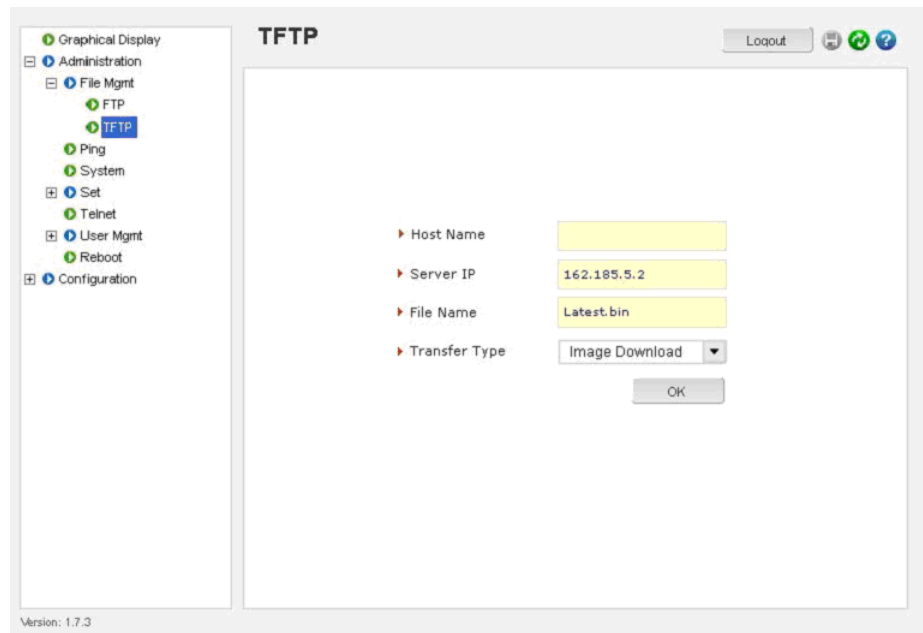 Graphical Display
Administration
File Mgmt
FTP
TFTP
Ping
System
Set
Telnet
User Mgmt
Reboot
Configuration
TFTP
Logout
?
Host Name
Server IP
162.185.5.2
File Name
Latest.bin
Transfer Type
Image Download
OK
Version: 1.7.3